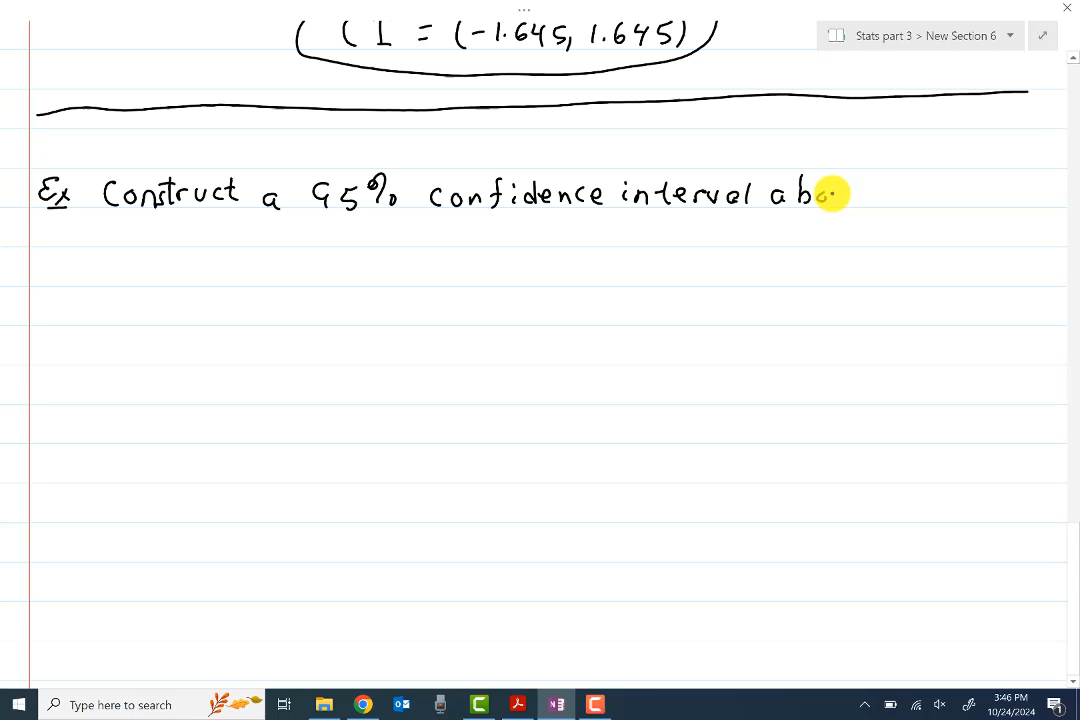 CI = (-1.645, 1.645)
Stats part 3 > New Section 6
Ex Construct a 95% confidence interval abo
Type here to search
3:46 PM
10/24/2024